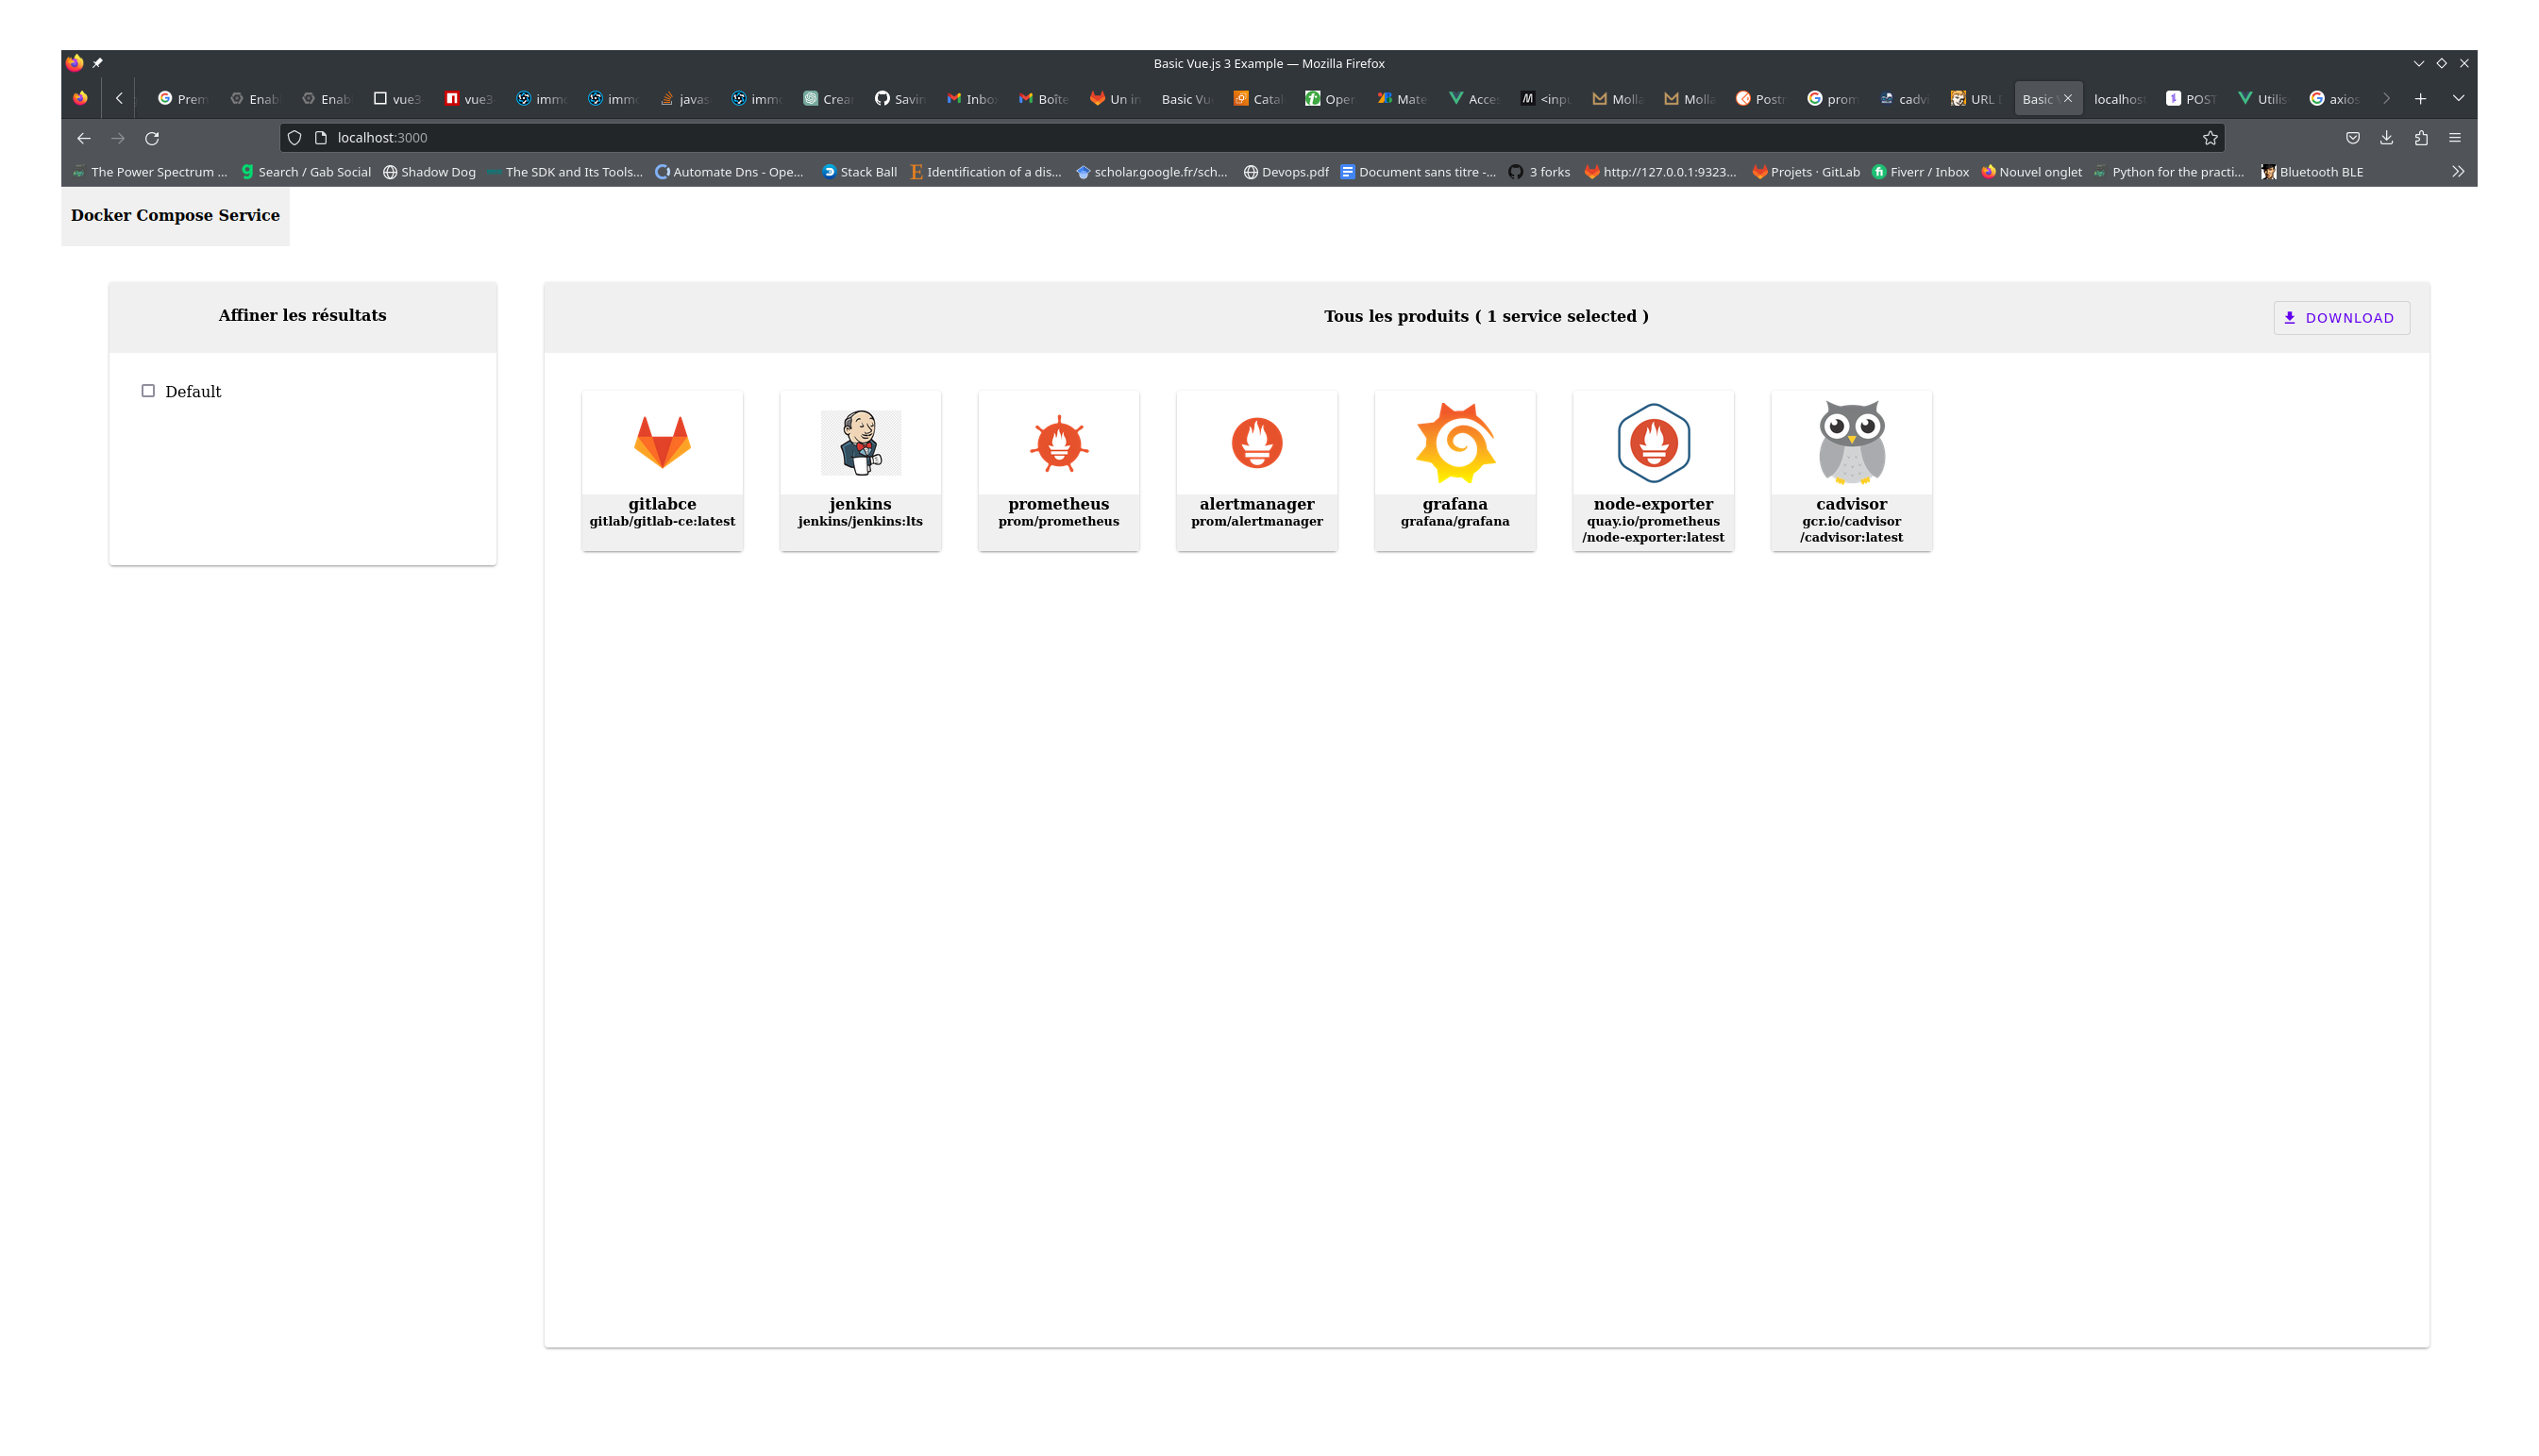 Basic Vue.js 3 Example — Mozilla Firefox
Prem Enab Enab vue3 vue3 immo immo javas immo Crea Savin Inbo Boîte Un in Basic Vu Catal Oper Mate Acce <inpu Molla Molla Postm prom cadvi URL Basic localhos POST Utilis axios
localhost:3000
The Power Spectrum ... Search / Gab Social Shadow Dog The SDK and Its Tools... Automate Dns - Ope... Stack Ball Identification of a dis... scholar.google.fr/sch... Devops.pdf Document sans titre -... 3 forks http://127.0.0.1:9323... Projets · GitLab Fiverr / Inbox Nouvel onglet Python for the practi... Bluetooth BLE
Docker Compose Service
Affiner les résultats
Default
Tous les produits ( 1 service selected )
DOWNLOAD
gitlabce
gitlab/gitlab-ce:latest
jenkins
jenkins/jenkins:lts
prometheus
prom/prometheus
alertmanager
prom/alertmanager
grafana
grafana/grafana
node-exporter
quay.io/prometheus
/node-exporter:latest
cadvisor
gcr.io/cadvisor
/cadvisor:latest